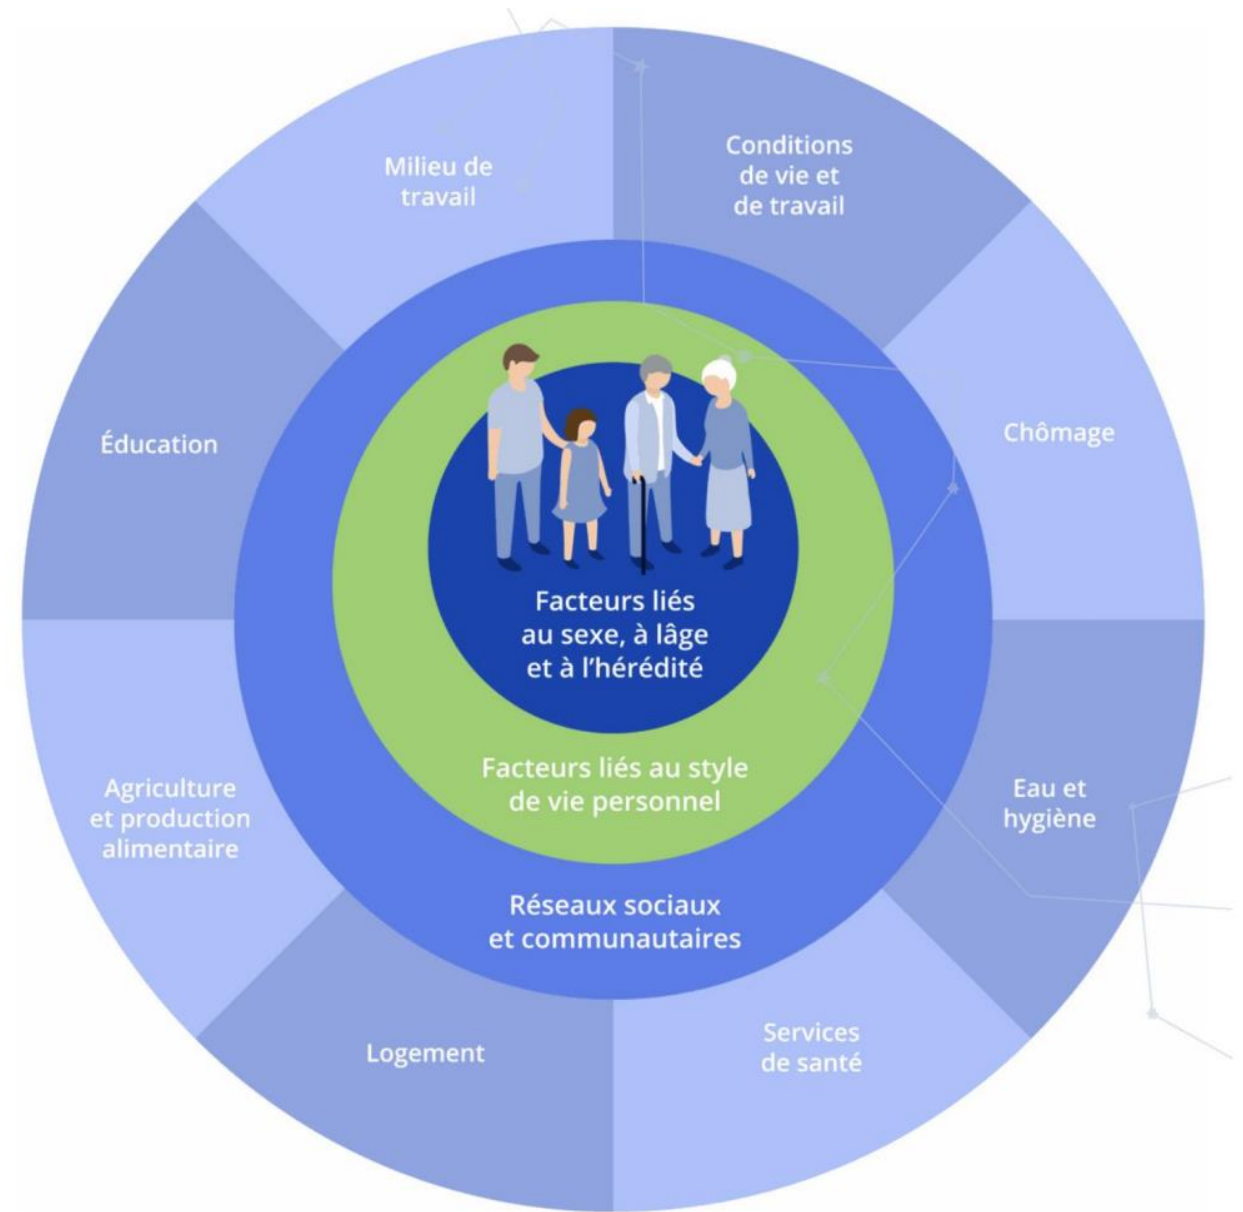 Milieu de
travail
Conditions
de vie et
de travail
Éducation
Chômage
Facteurs liés
au sexe, à lâge
et à l'hérédité
Agriculture
et production
alimentaire
Facteurs liés au style
de vie personnel
Eau et
hygiène
Réseaux sociaux
et communautaires
Logement
Services
de santé